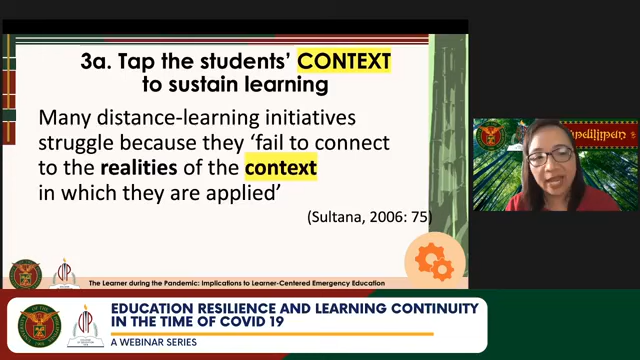 3a. Tap the students' CONTEXT
to sustain learning
Many distance-learning initiatives
struggle because they 'fail to connect
to the realities of the context
in which they are applied'
(Sultana, 2006: 75)
The Learner during the Pandemic: Implications to Learner-Centered Emergency Education
EDUCATION RESILIENCE AND LEARNING CONTINUITY
IN THE TIME OF COVID 19
A WEBINAR SERIES